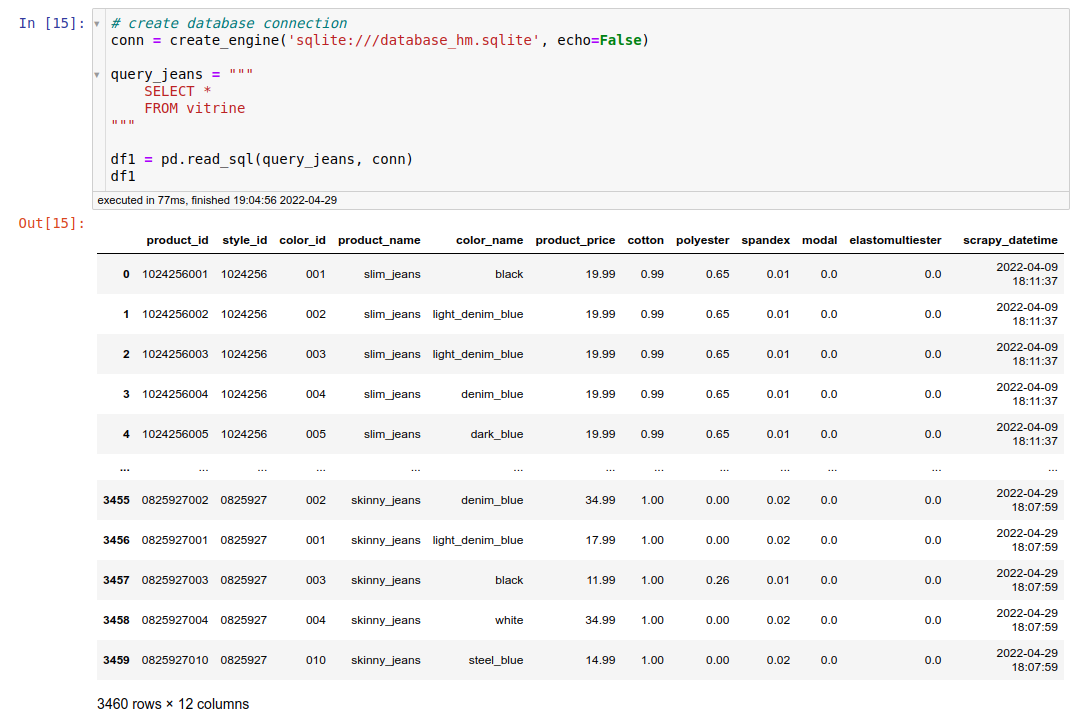 In [15]:
# create database connection
conn = create_engine('sqlite:///database_hm.sqlite', echo=False)
query_jeans = """
    SELECT *
    FROM vitrine
"""
df1 = pd.read_sql(query_jeans, conn)
df1
executed in 77ms, finished 19:04:56 2022-04-29
Out[15]:
product_id style_id color_id product_name color_name product_price cotton polyester spandex modal elastomultiester scrapy_datetime
0 1024256001 1024256 001 slim_jeans black 19.99 0.99 0.65 0.01 0.0 0.0 2022-04-09 18:11:37
1 1024256002 1024256 002 slim_jeans light_denim_blue 19.99 0.99 0.65 0.01 0.0 0.0 2022-04-09 18:11:37
2 1024256003 1024256 003 slim_jeans light_denim_blue 19.99 0.99 0.65 0.01 0.0 0.0 2022-04-09 18:11:37
3 1024256004 1024256 004 slim_jeans denim_blue 19.99 0.99 0.65 0.01 0.0 0.0 2022-04-09 18:11:37
4 1024256005 1024256 005 slim_jeans dark_blue 19.99 0.99 0.65 0.01 0.0 0.0 2022-04-09 18:11:37
... ... ... ... ... ... ... ... ... ... ... ... ...
3455 0825927002 0825927 002 skinny_jeans denim_blue 34.99 1.00 0.00 0.02 0.0 0.0 2022-04-29 18:07:59
3456 0825927001 0825927 001 skinny_jeans light_denim_blue 17.99 1.00 0.00 0.02 0.0 0.0 2022-04-29 18:07:59
3457 0825927003 0825927 003 skinny_jeans black 11.99 1.00 0.26 0.01 0.0 0.0 2022-04-29 18:07:59
3458 0825927004 0825927 004 skinny_jeans white 34.99 1.00 0.00 0.02 0.0 0.0 2022-04-29 18:07:59
3459 0825927010 0825927 010 skinny_jeans steel_blue 14.99 1.00 0.00 0.02 0.0 0.0 2022-04-29 18:07:59
3460 rows × 12 columns